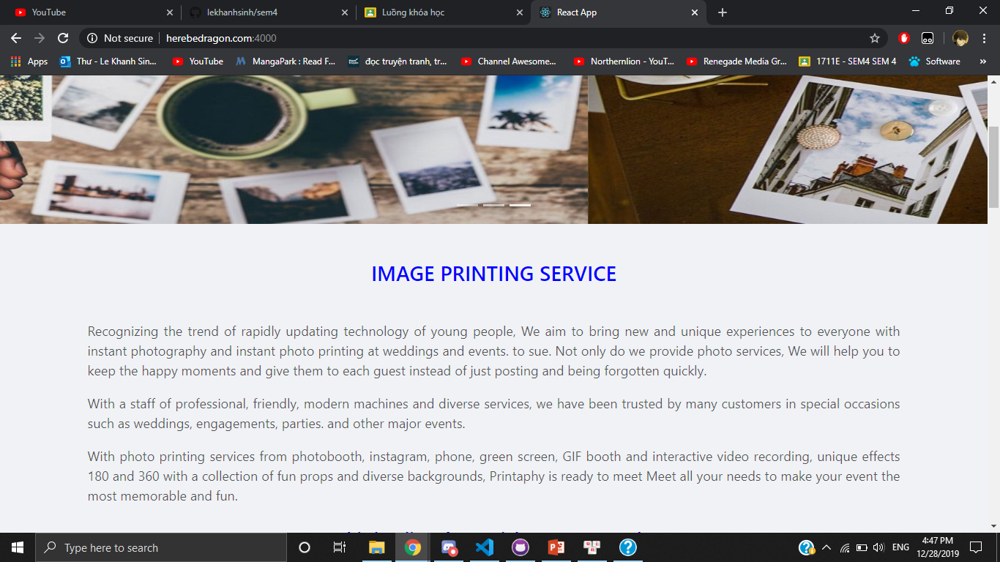 YouTube
lekhanhsinh/sem4
Luồng khóa học
React App
Not secure
herebedragon.com:4000
Apps
Thư - Le Khanh Sin...
YouTube
MangaPark : Read F...
đọc truyện tranh, tr...
Channel Awesome...
Northernlion - YouT...
Renegade Media Gr...
1711E - SEM4 SEM 4
Software
IMAGE PRINTING SERVICE
Recognizing the trend of rapidly updating technology of young people, We aim to bring new and unique experiences to everyone with
instant photography and instant photo printing at weddings and events. to sue. Not only do we provide photo services, We will help you to
keep the happy moments and give them to each guest instead of just posting and being forgotten quickly.
With a staff of professional, friendly, modern machines and diverse services, we have been trusted by many customers in special occasions
such as weddings, engagements, parties. and other major events.
With photo printing services from photobooth, instagram, phone, green screen, GIF booth and interactive video recording, unique effects
180 and 360 with a collection of fun props and diverse backgrounds, Printaphy is ready to meet Meet all your needs to make your event the
most memorable and fun.
Type here to search
ENG
4:47 PM
12/28/2019